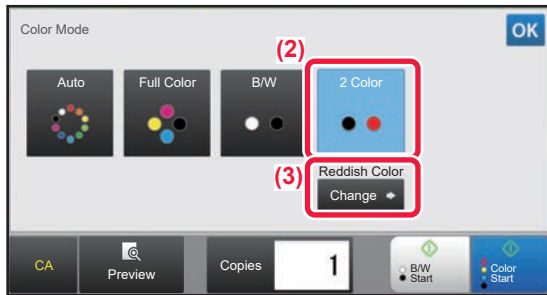 Color Mode
OK
(2)
Auto
Full Color
B/W
2 Color
(3)
Reddish Color
Change
CA
Preview
Copies
1
B/W
Start
Color
Start